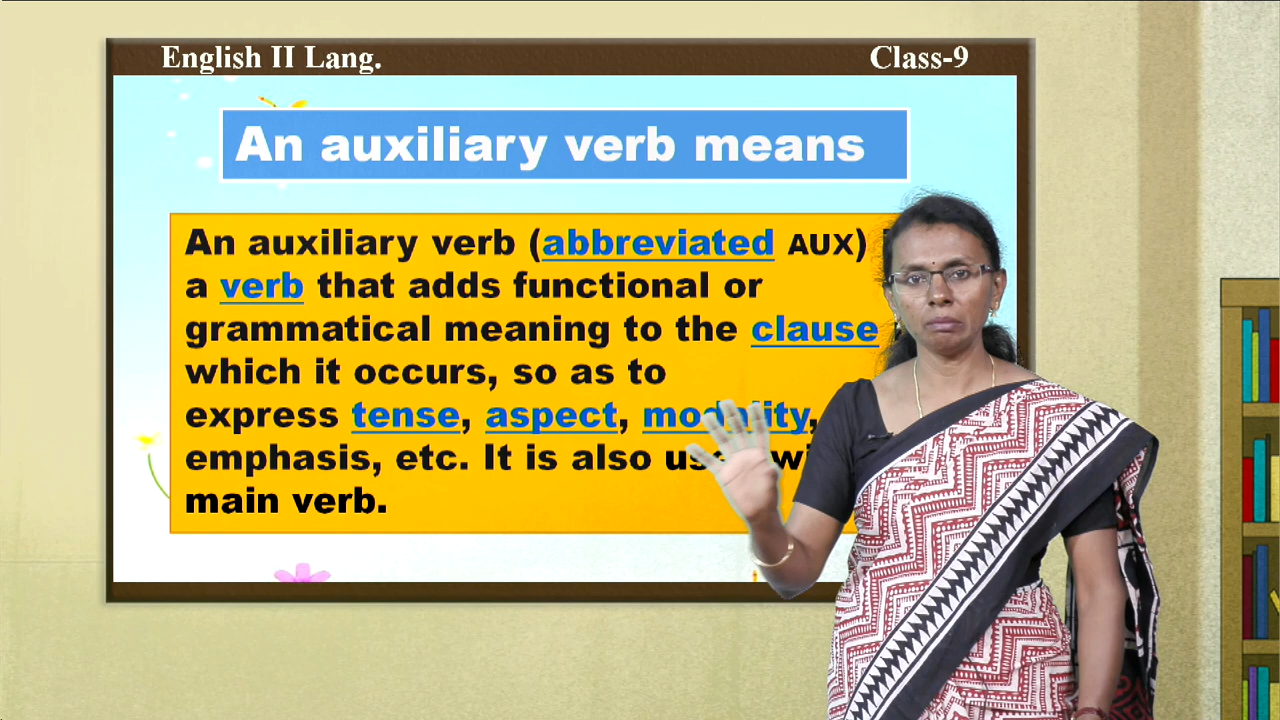 English II Lang.
Class-9
An auxiliary verb means
An auxiliary verb (abbreviated AUX)
a verb that adds functional or
grammatical meaning to the clause
which it occurs, so as to
express tense, aspect, modality,
emphasis, etc. It is also
main verb.